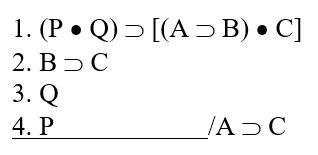 1. (P • Q) ⊃ [(A ⊃ B) • C]
2. B ⊃ C
3. Q
4. P /A ⊃ C